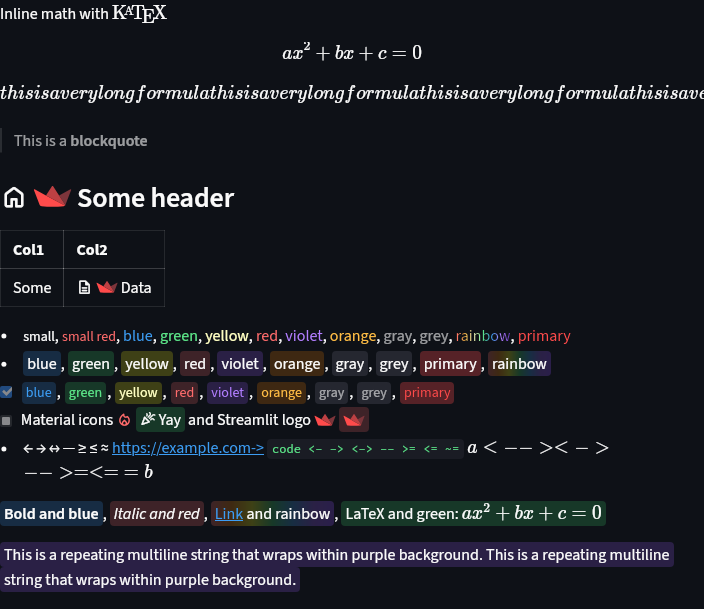 Inline math with KATEX
ax² + bx + c = 0
thisisaverylongformulathisisaverylongformulathisisaverylongformulathisisave
This is a blockquote
Some header
Col1 Col2
Some Data
small, small red, blue, green, yellow, red, violet, orange, gray, grey, rainbow, primary
blue , green , yellow , red , violet , orange , gray , grey , primary , rainbow
blue , green , yellow , red , violet , orange , gray , grey , primary
Material icons Yay and Streamlit logo
← → ↔ — ≥ ≤ ≈ https://example.com-> code <- -> <-> -- >= <= ~= a < −− >< − >
−− >=<= = b
Bold and blue , Italic and red , Link and rainbow , LaTeX and green: ax² + bx + c = 0
This is a repeating multiline string that wraps within purple background. This is a repeating multiline
string that wraps within purple background.